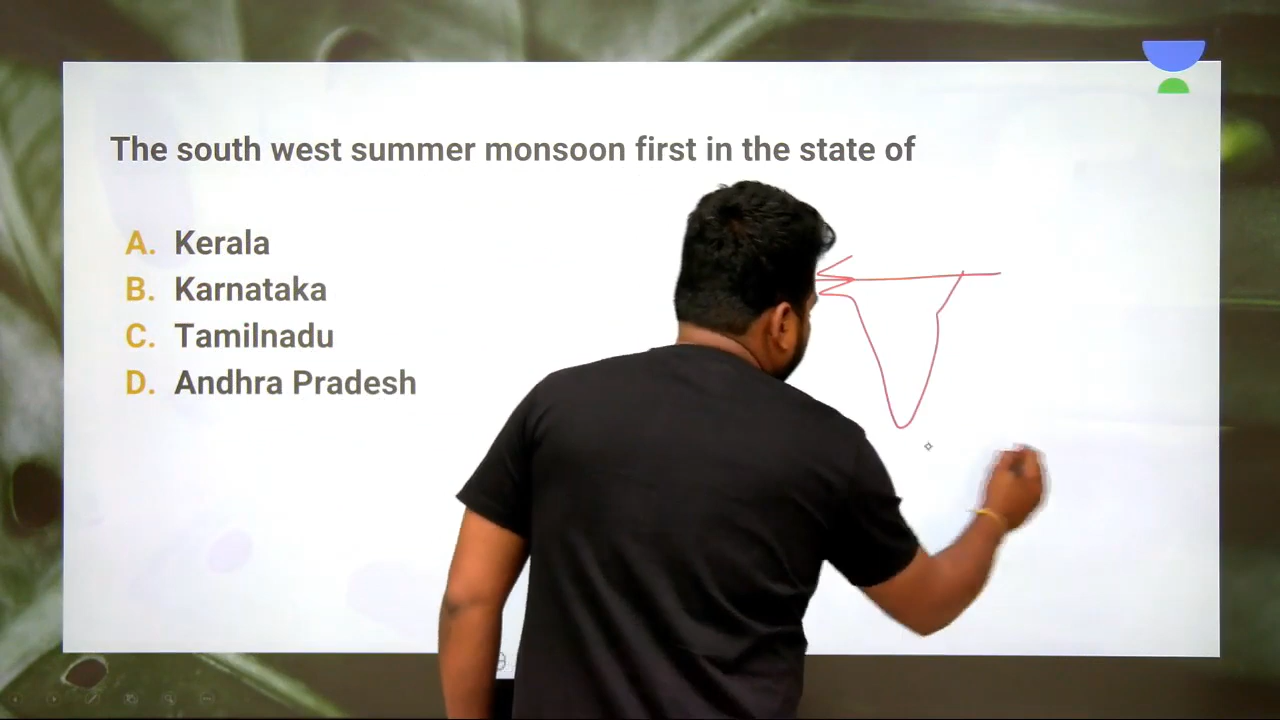 The south west summer monsoon first in the state of
A. Kerala
B. Karnataka
C. Tamilnadu
D. Andhra Pradesh